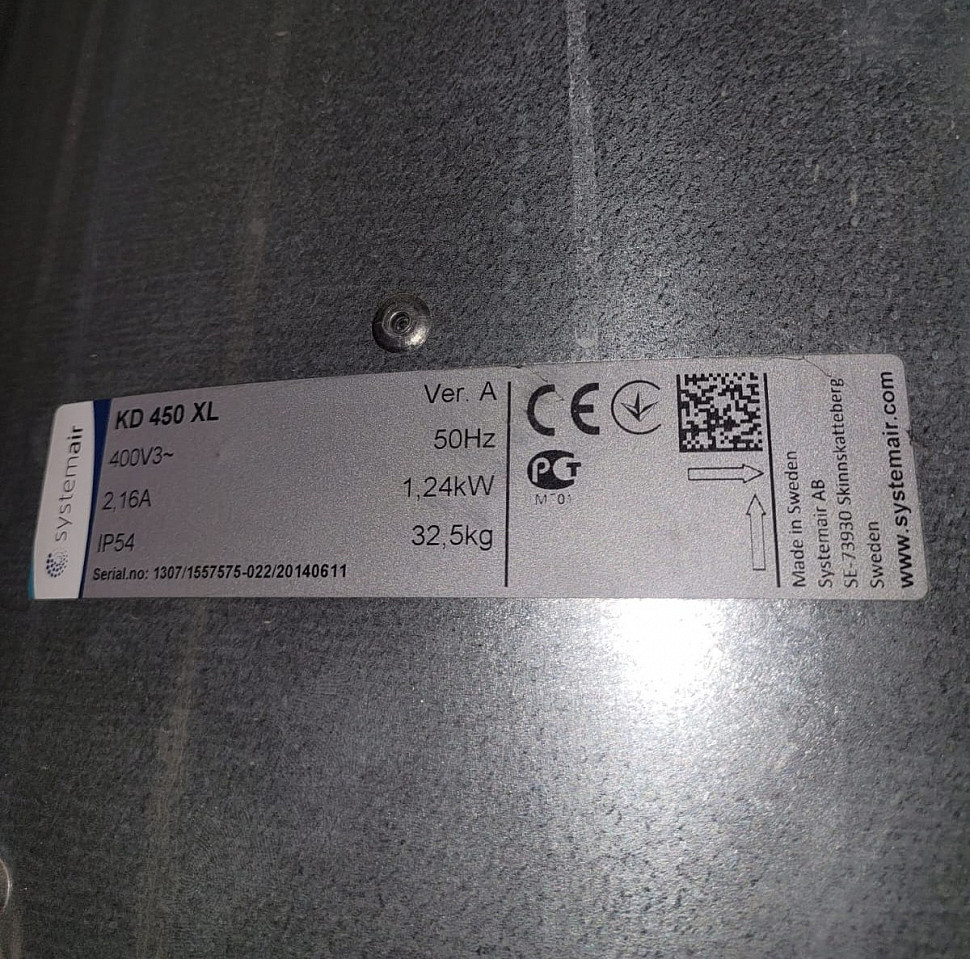 systemair
KD 450 XL
Ver. A
400V3~
50Hz
2,16A
1,24kW
IP54
32,5kg
Serial.no: 1307/1557575-022/20140611
CE
РСТ
Made in Sweden
Systemair AB
SE-73930 Skinnskatteberg
Sweden
www.systemair.com